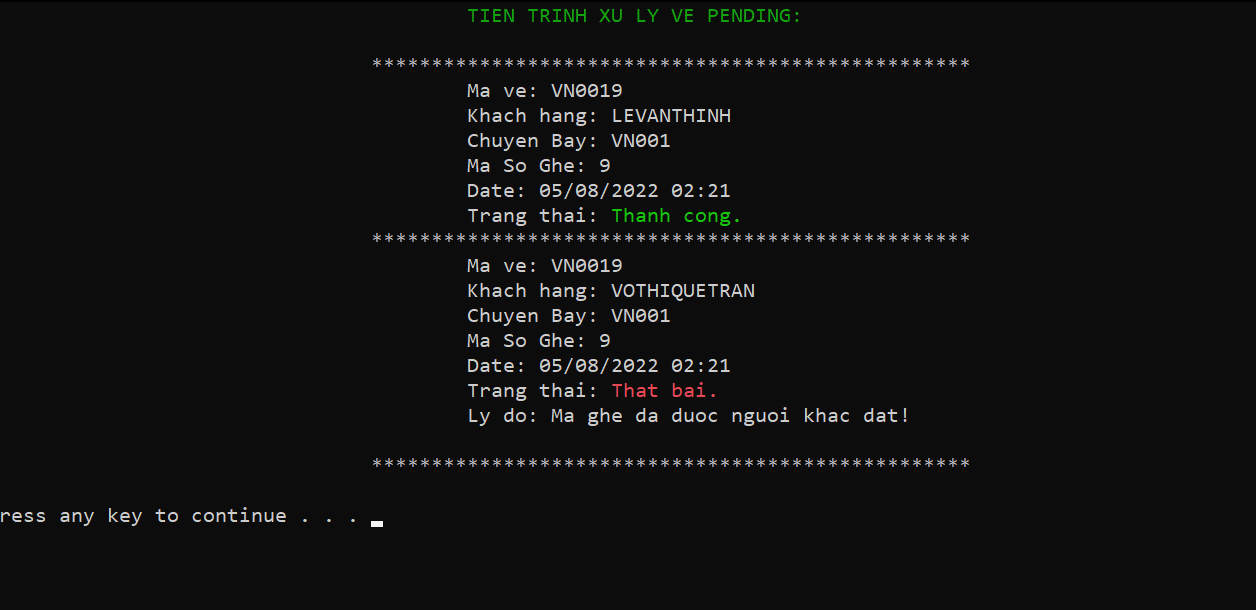 TIEN TRINH XU LY VE PENDING:
**************************************************
Ma ve: VN0019
Khach hang: LEVANTHINH
Chuyen Bay: VN001
Ma So Ghe: 9
Date: 05/08/2022 02:21
Trang thai: Thanh cong.
**************************************************
Ma ve: VN0019
Khach hang: VOTHIQUETRAN
Chuyen Bay: VN001
Ma So Ghe: 9
Date: 05/08/2022 02:21
Trang thai: That bai.
Ly do: Ma ghe da duoc nguoi khac dat!
**************************************************
ress any key to continue . . .